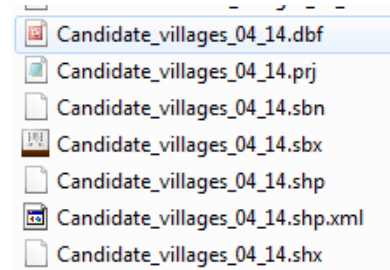 Candidate_villages_04_14.dbf
Candidate_villages_04_14.prj
Candidate_villages_04_14.sbn
Candidate_villages_04_14.sbx
Candidate_villages_04_14.shp
Candidate_villages_04_14.shp.xml
Candidate_villages_04_14.shx